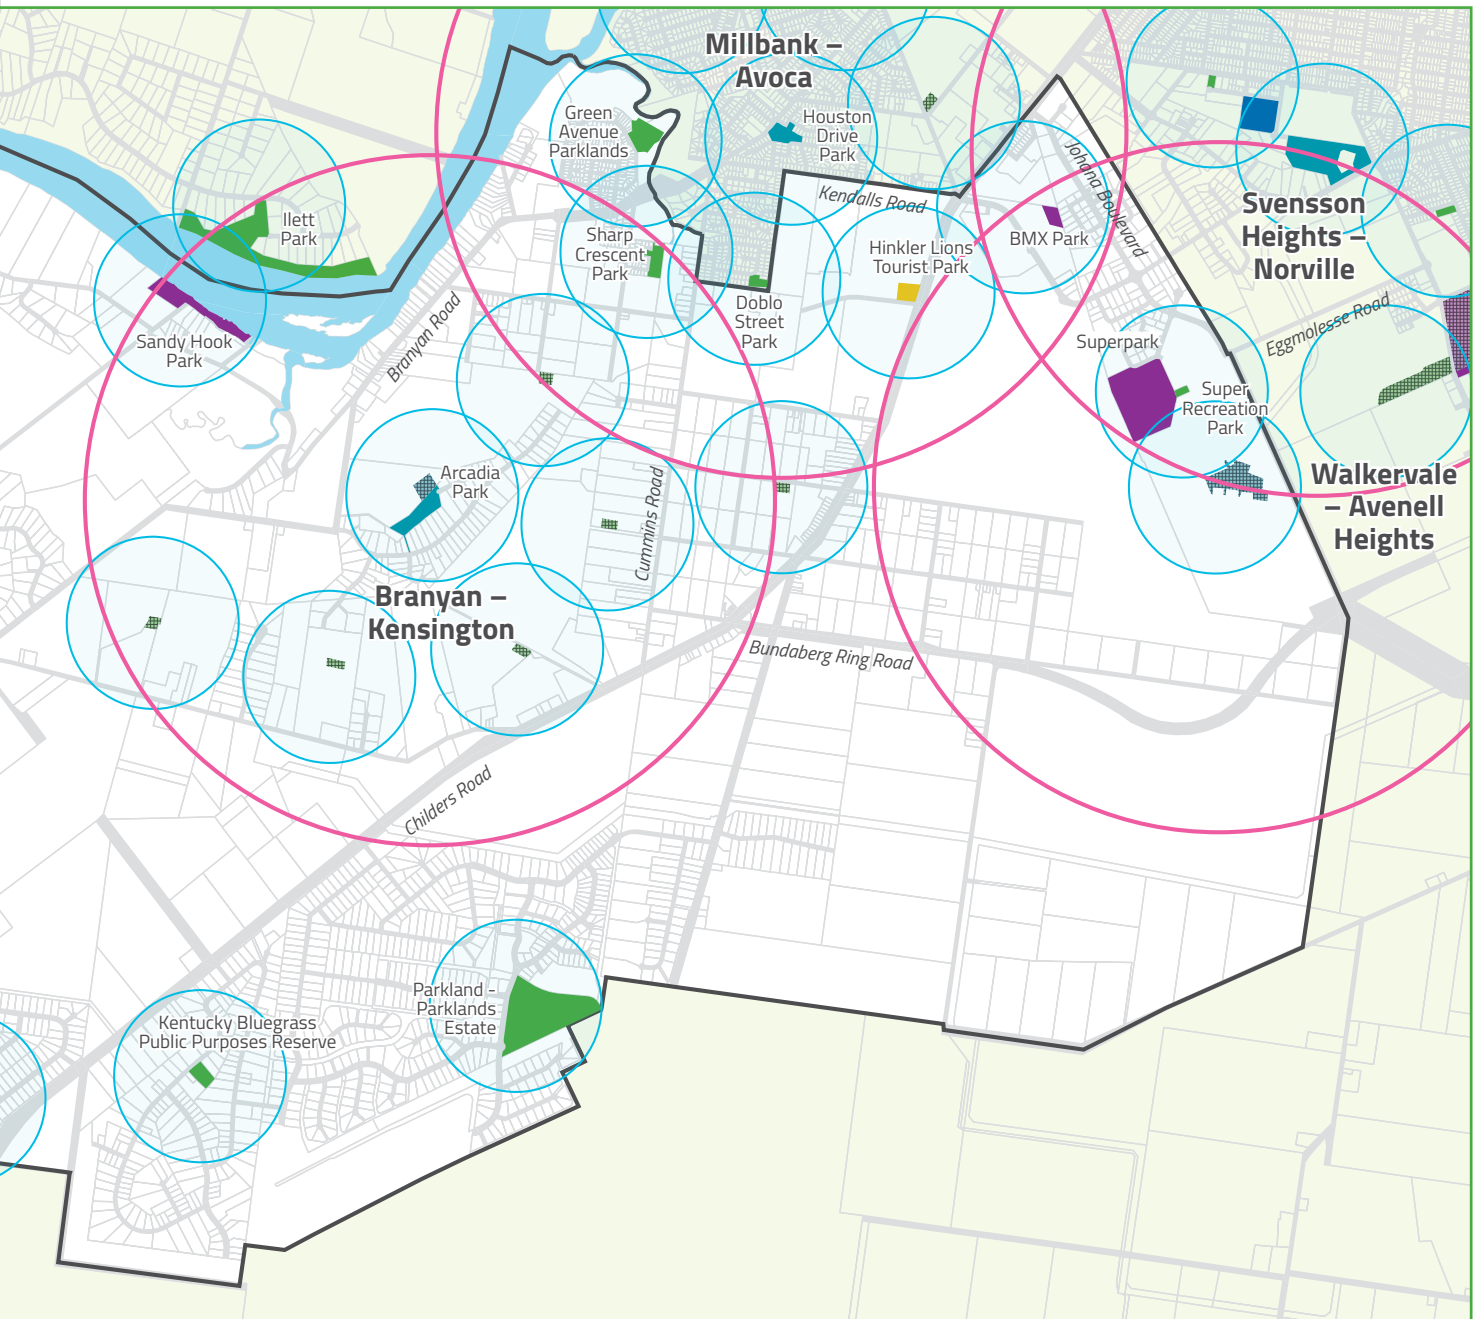 Millbank –
Avoca
Green
Avenue
Parklands
Houston
Drive
Park
Johana Boulevard
Kendalls Road
Svensson
Heights –
Norville
Ilett
Park
Sharp
Crescent
Park
Hinkler Lions
Tourist Park
BMX Park
Doblo
Street
Park
Eggmolesse Road
Sandy Hook
Park
Branyan Road
Superpark
Super
Recreation
Park
Arcadia
Park
Cummins Road
Walkervale
– Avenell
Heights
Branyan –
Kensington
Bundaberg Ring Road
Childers Road
Parkland -
Parklands
Estate
Kentucky Bluegrass
Public Purposes Reserve